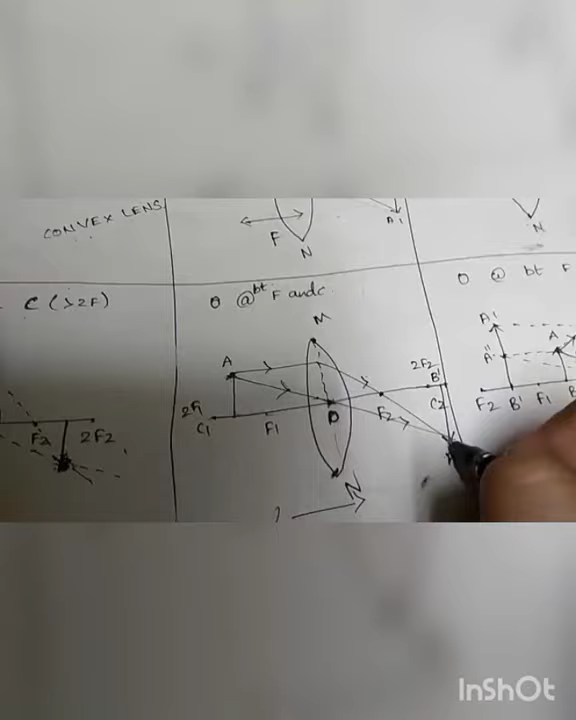 CONVEX LENS
F
N
A'
N
C (>2F)
F2
2F2
O @ bt F and C
M
A
2F1
C1
F1
F2
2F2
B'
C2
N
O @ bt F
A'
A"
A
F2
B'
F1
B
InShOt